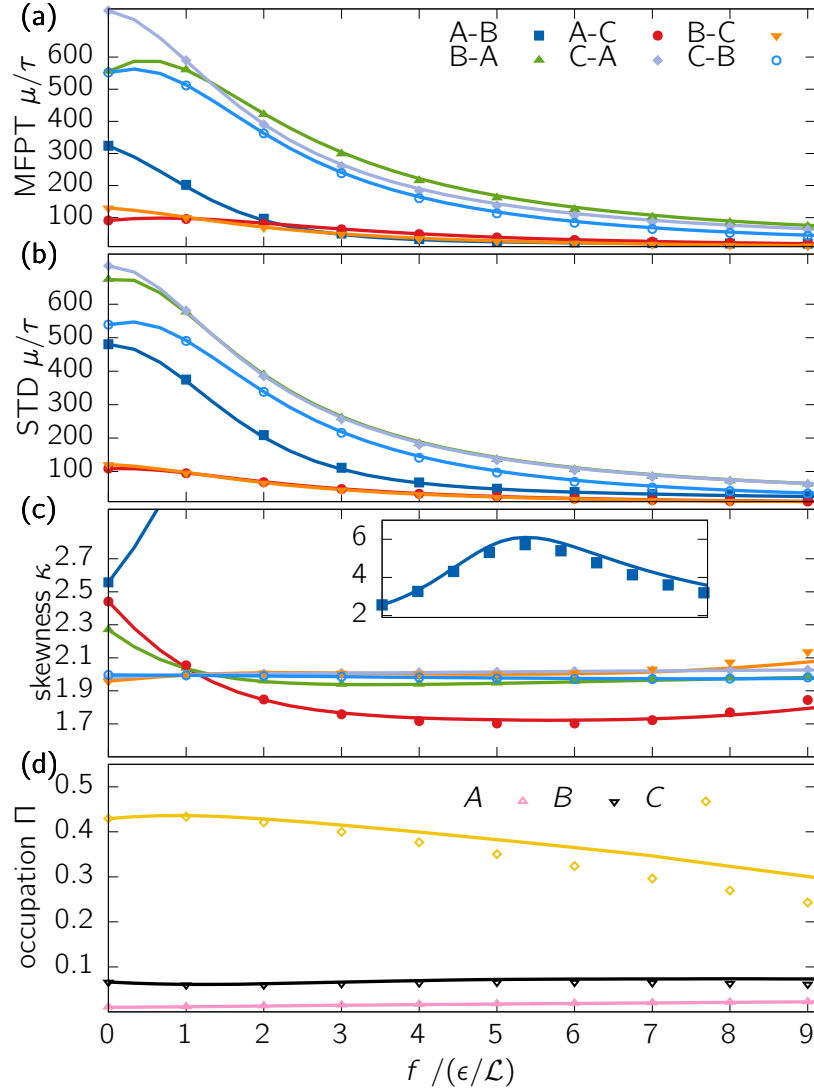 (a)
A-B A-C B-C
B-A C-A C-B
MFPT μ/τ
600
500
400
300
200
100
(b)
STD μ/τ
600
500
400
300
200
100
(c)
skewness κ
2.7
2.5
2.3
2.1
1.9
1.7
6
4
2
(d)
A B C
occupation Π
0.5
0.4
0.3
0.2
0.1
0 1 2 3 4 5 6 7 8 9
f /(ϵ/ℒ)